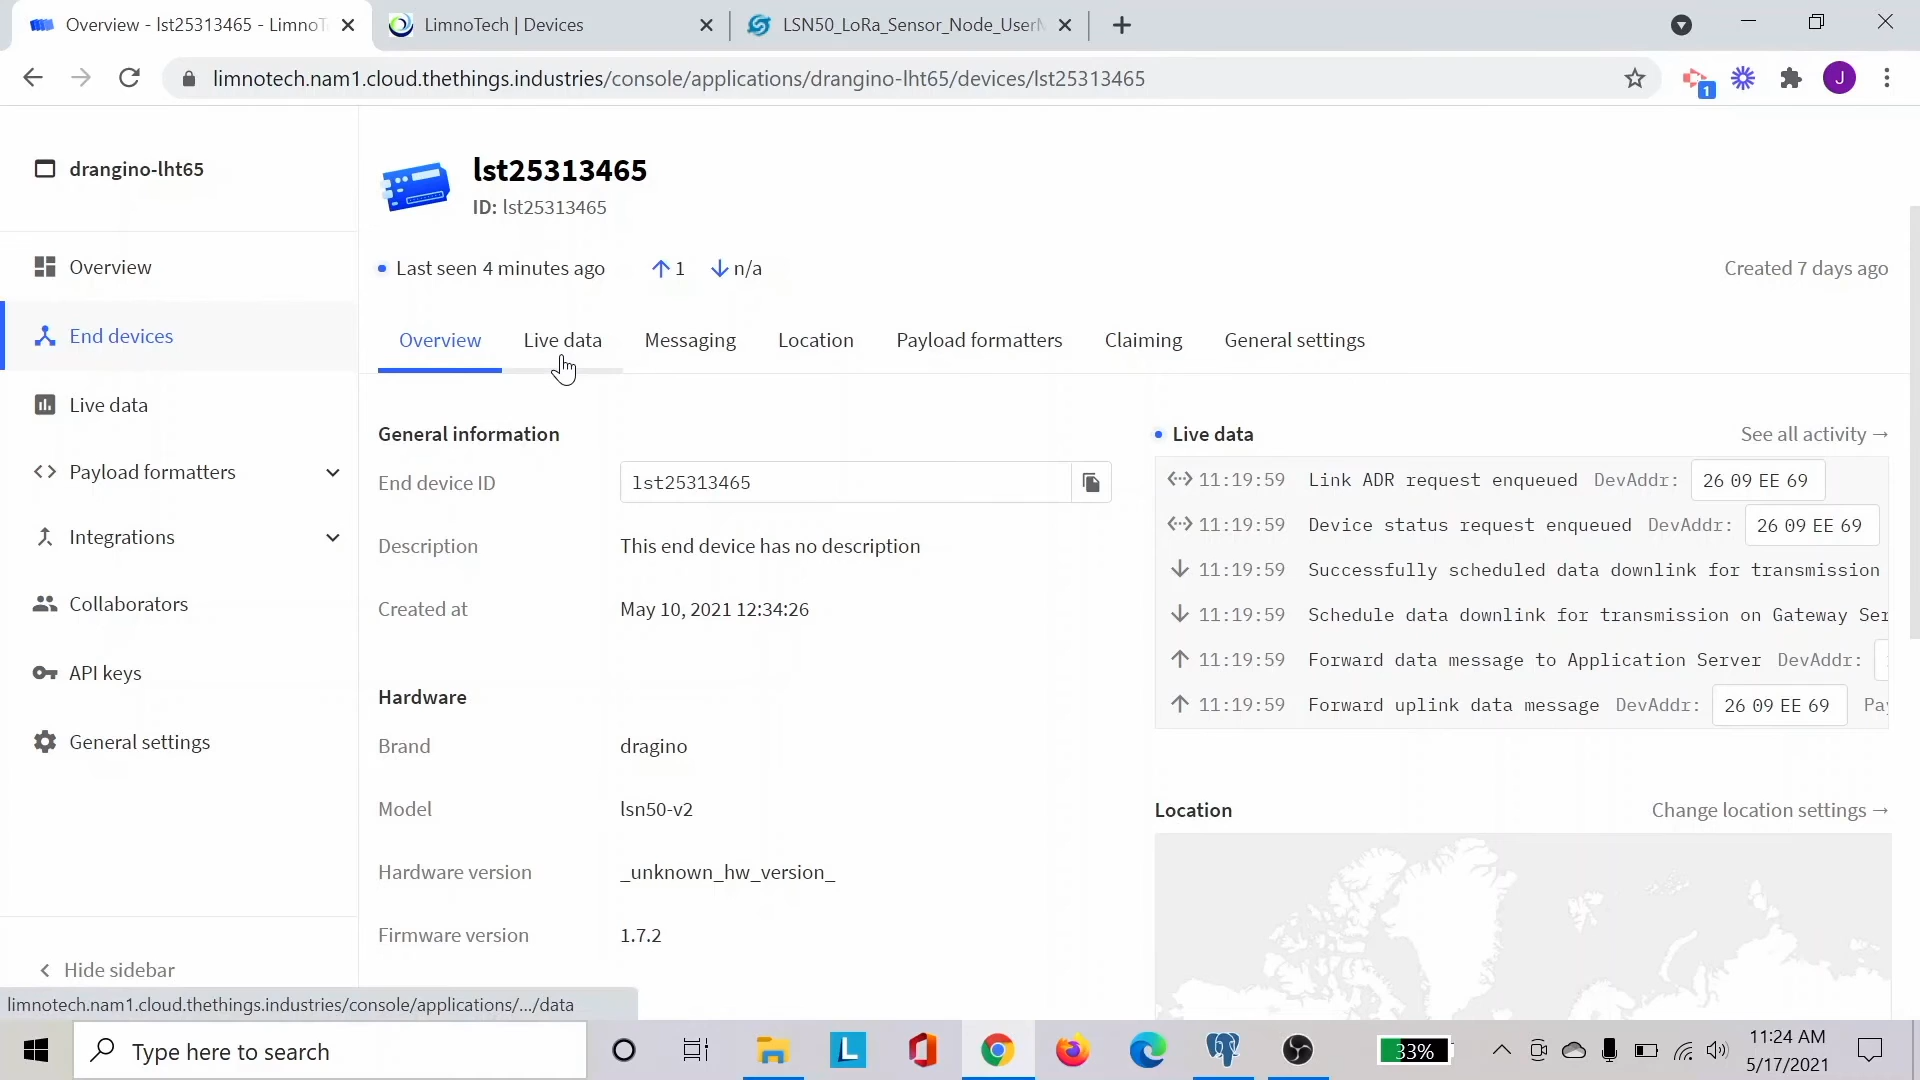 Overview - lst25313465 - LimnoT
LimnoTech | Devices
LSN50_LoRa_Sensor_Node_UserM
limnotech.nam1.cloud.thethings.industries/console/applications/drangino-lht65/devices/lst25313465
1
J
drangino-lht65
Overview
End devices
Live data
Payload formatters
Integrations
Collaborators
API keys
General settings
Hide sidebar
lst25313465
ID: lst25313465
Last seen 4 minutes ago
1
n/a
Created 7 days ago
Overview
Live data
Messaging
Location
Payload formatters
Claiming
General settings
General information
End device ID
lst25313465
Description
This end device has no description
Created at
May 10, 2021 12:34:26
Hardware
Brand
dragino
Model
lsn50-v2
Hardware version
_unknown_hw_version_
Firmware version
1.7.2
Live data
See all activity →
11:19:59 Link ADR request enqueued DevAddr: 26 09 EE 69
11:19:59 Device status request enqueued DevAddr: 26 09 EE 69
11:19:59 Successfully scheduled data downlink for transmission
11:19:59 Schedule data downlink for transmission on Gateway Ser
11:19:59 Forward data message to Application Server DevAddr:
11:19:59 Forward uplink data message DevAddr: 26 09 EE 69 Pay
Location
Change location settings →
limnotech.nam1.cloud.thethings.industries/console/applications/.../data
Type here to search
L
33%
11:24 AM
5/17/2021